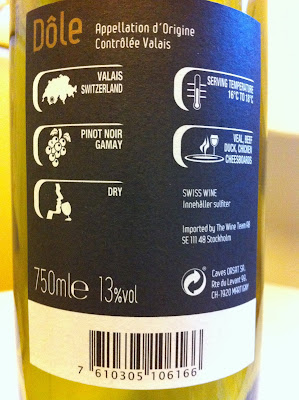 Dôle
Appellation d'Origine
Contrôlée Valais
VALAIS
SWITZERLAND
SERVING TEMPERATURE
16°C TO 18°C
PINOT NOIR
GAMAY
VEAL, BEEF
DUCK, CHICKEN
CHEESBOARDS
DRY
SWISS WINE
Innehåller sulfiter
Imported by The Wine Team AB
SE 111 48 Stockholm
750mle 13%vol
Caves ORSAT SA.
Rte du Levant 99.
CH-1920 MARTIGNY
7 610305 106166